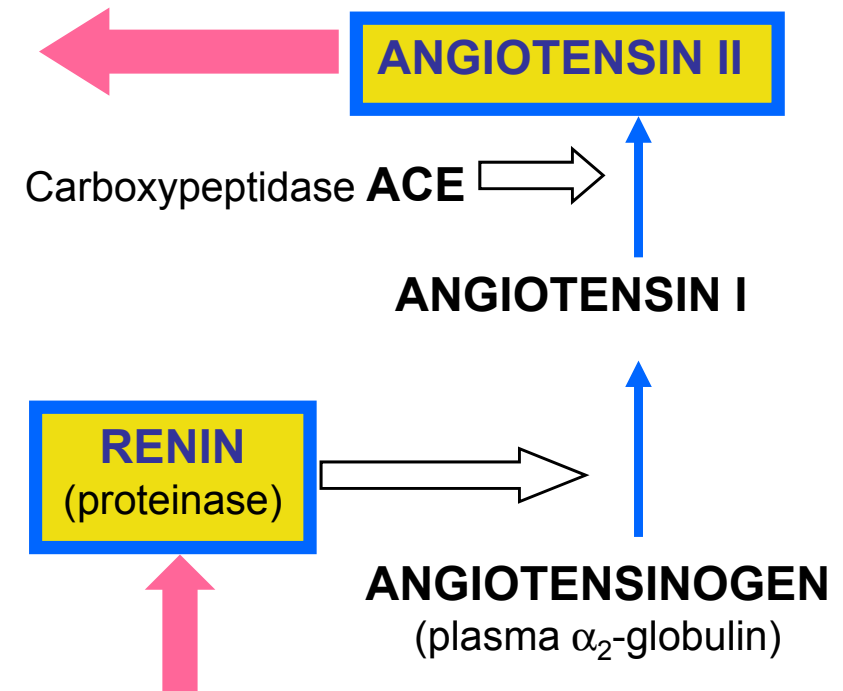 ANGIOTENSIN II
Carboxypeptidase ACE
ANGIOTENSIN I
RENIN
(proteinase)
ANGIOTENSINOGEN
(plasma α₂-globulin)